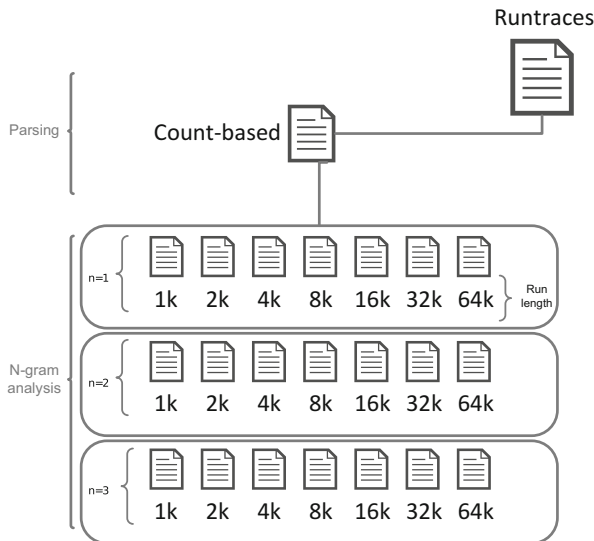 Runtraces
Parsing
Count-based
n=1
1k 2k 4k 8k 16k 32k 64k
Run
length
N-gram
analysis
n=2
1k 2k 4k 8k 16k 32k 64k
n=3
1k 2k 4k 8k 16k 32k 64k